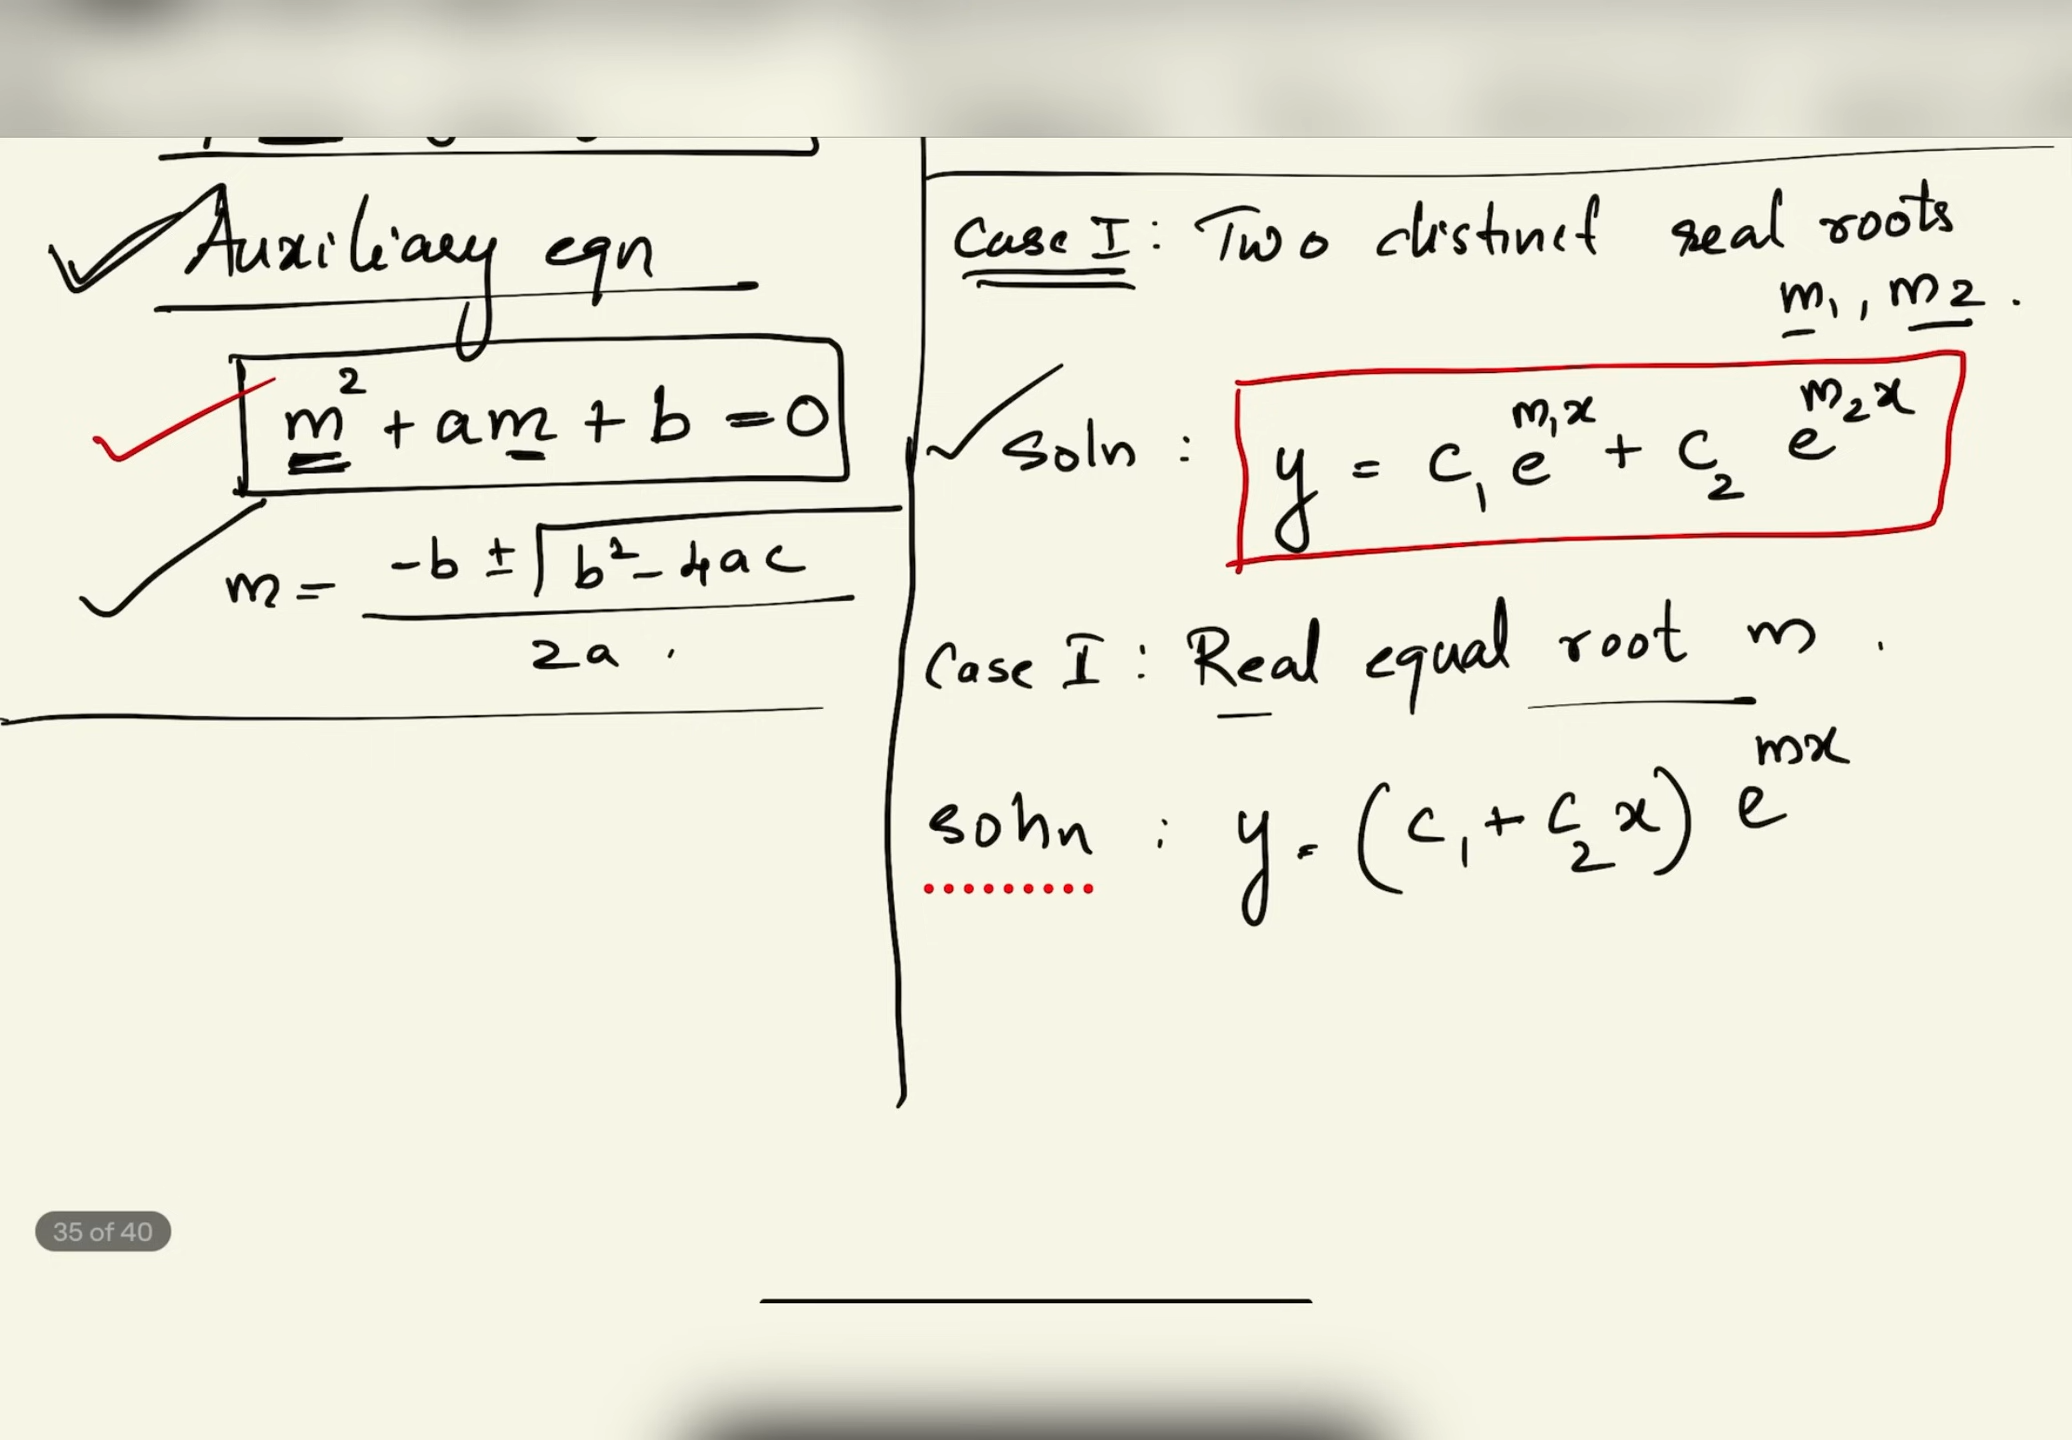 Auxiliary eqn
m² + am + b = 0
m = (-b ± √(b² - 4ac)) / 2a .
Case I : Two distinct real roots
m₁, m₂ .
Soln : y = c₁ e^(m₁x) + c₂ e^(m₂x)
Case I : Real equal root m .
sohn : y = (c₁ + c₂x) e^(mx)
35 of 40